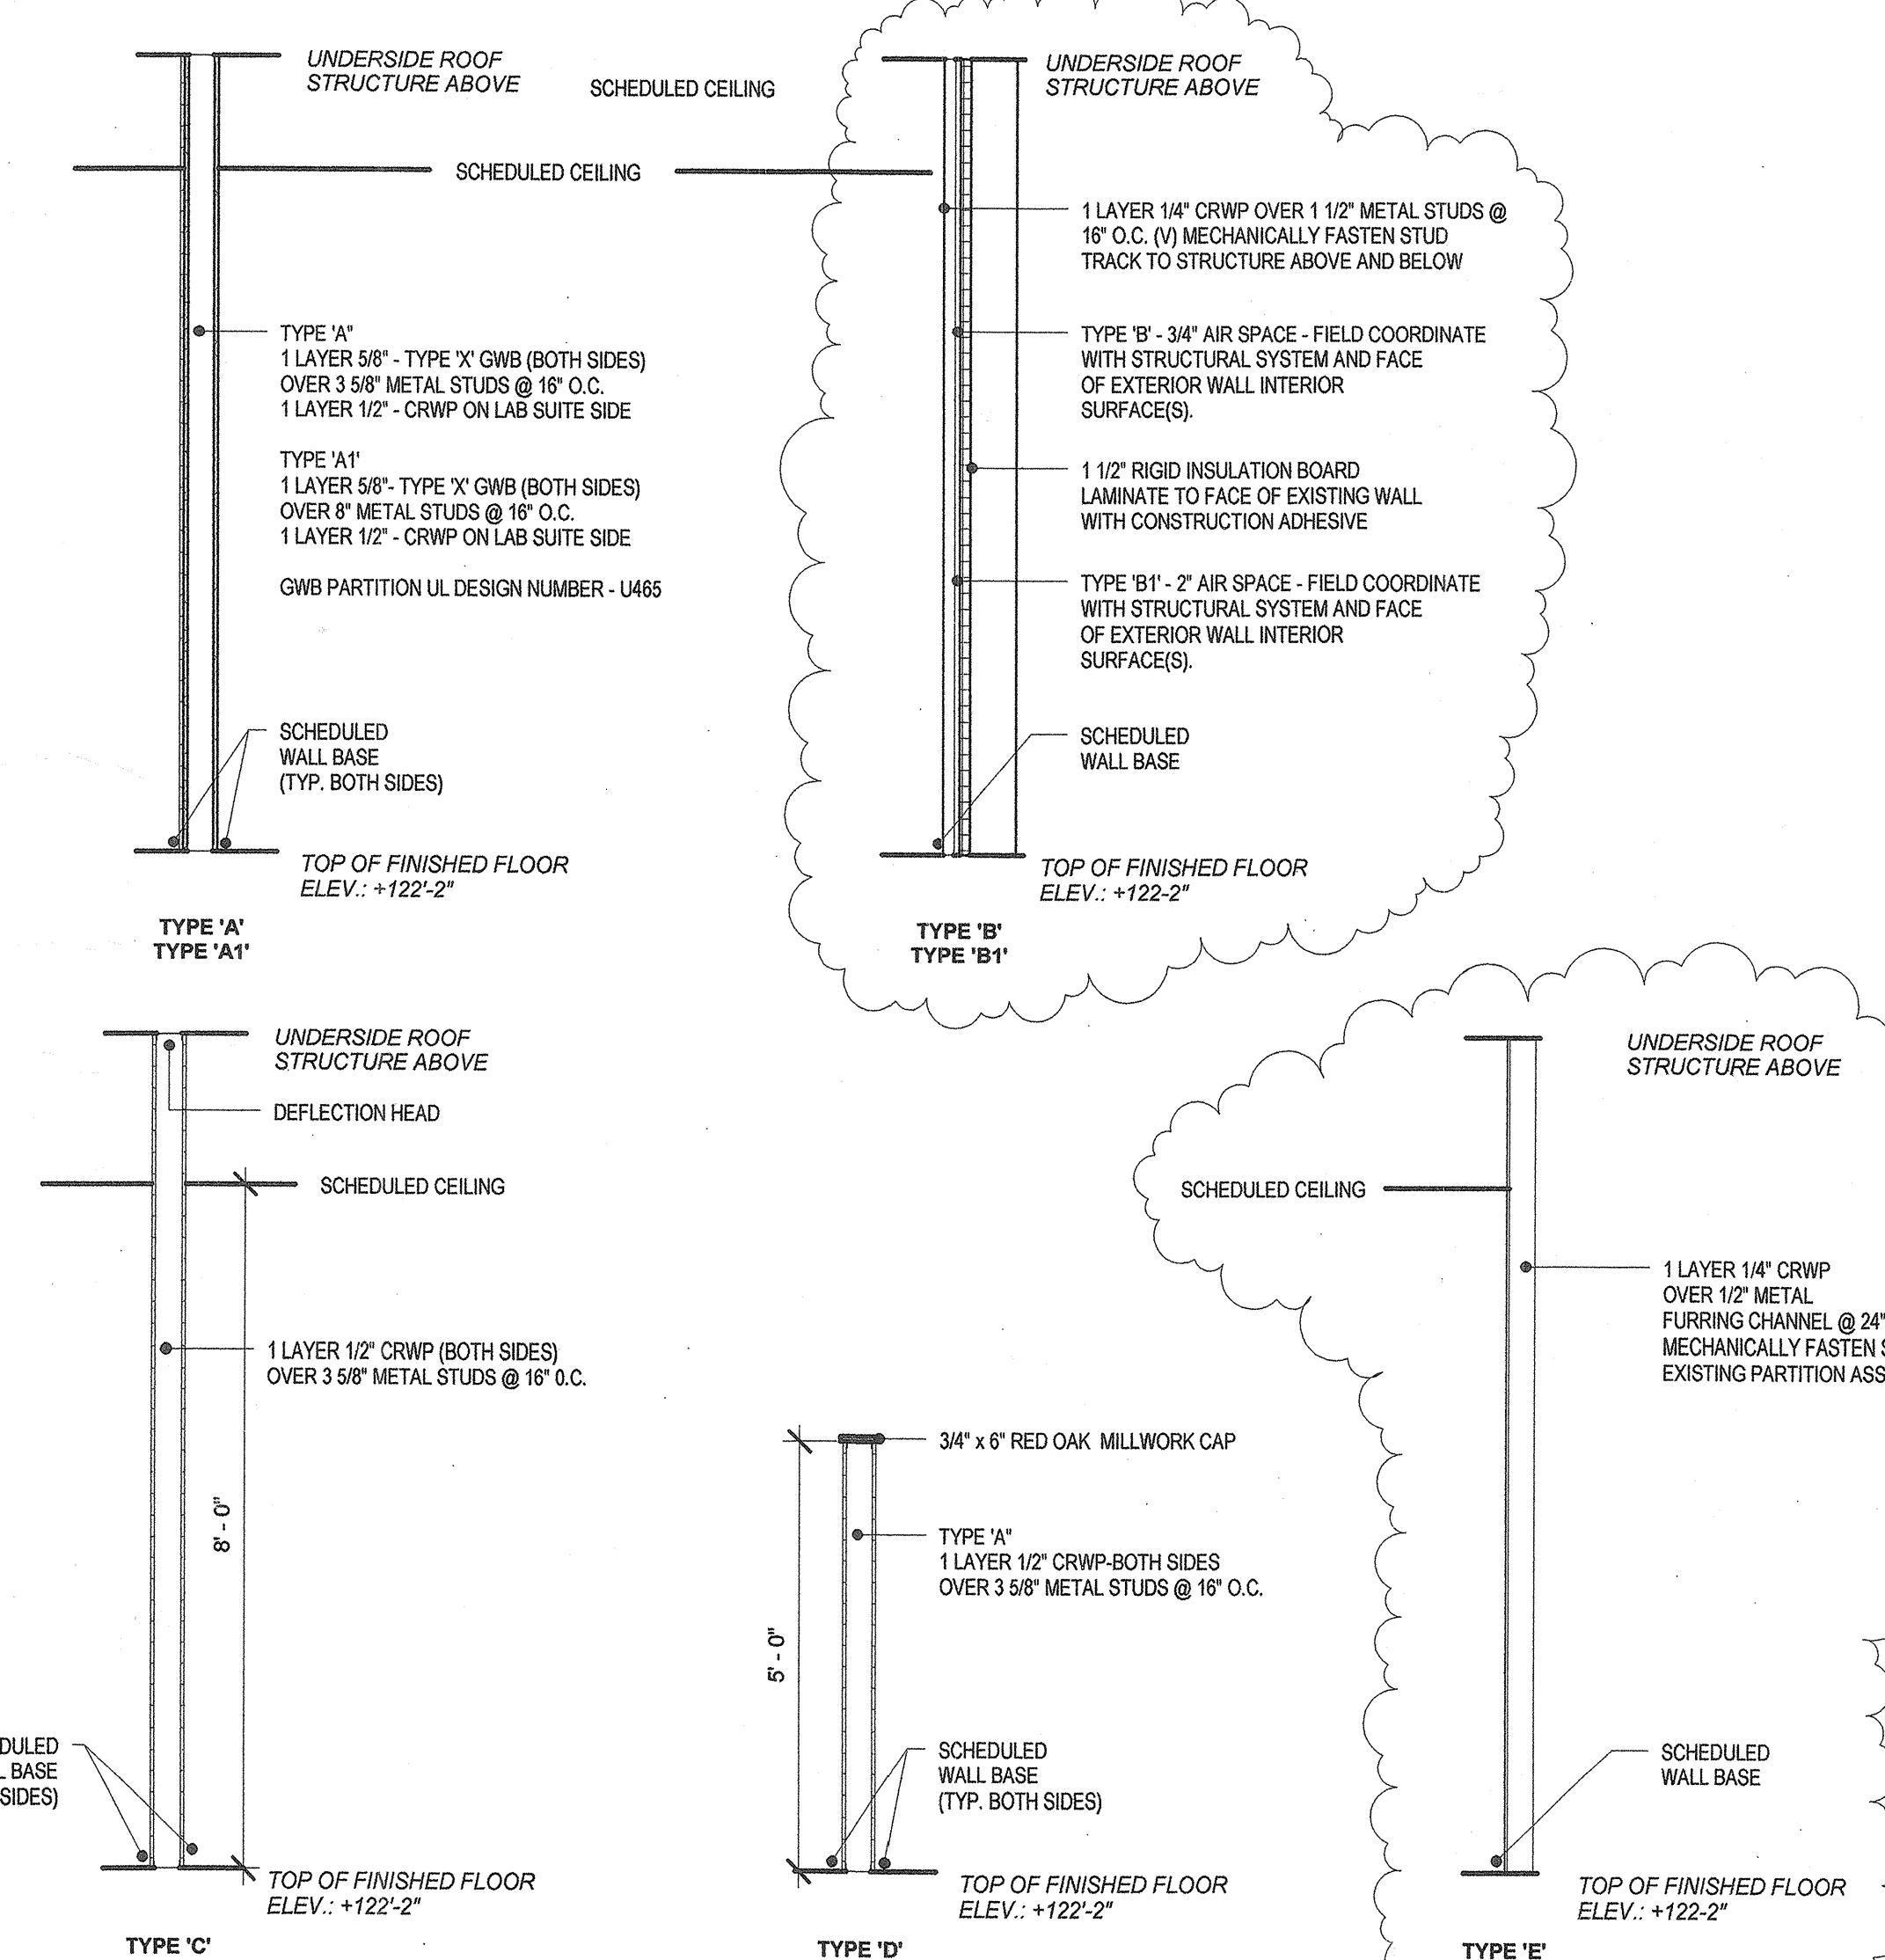 UNDERSIDE ROOF
STRUCTURE ABOVE
SCHEDULED CEILING
SCHEDULED CEILING
TYPE 'A"
1 LAYER 5/8" - TYPE 'X' GWB (BOTH SIDES)
OVER 3 5/8" METAL STUDS @ 16" O.C.
1 LAYER 1/2" - CRWP ON LAB SUITE SIDE
TYPE 'A1'
1 LAYER 5/8"- TYPE 'X' GWB (BOTH SIDES)
OVER 8" METAL STUDS @ 16" O.C.
1 LAYER 1/2" - CRWP ON LAB SUITE SIDE
GWB PARTITION UL DESIGN NUMBER - U465
SCHEDULED
WALL BASE
(TYP. BOTH SIDES)
TOP OF FINISHED FLOOR
ELEV.: +122'-2"
TYPE 'A'
TYPE 'A1'
UNDERSIDE ROOF
STRUCTURE ABOVE
1 LAYER 1/4" CRWP OVER 1 1/2" METAL STUDS @
16" O.C. (V) MECHANICALLY FASTEN STUD
TRACK TO STRUCTURE ABOVE AND BELOW
TYPE 'B' - 3/4" AIR SPACE - FIELD COORDINATE
WITH STRUCTURAL SYSTEM AND FACE
OF EXTERIOR WALL INTERIOR
SURFACE(S).
1 1/2" RIGID INSULATION BOARD
LAMINATE TO FACE OF EXISTING WALL
WITH CONSTRUCTION ADHESIVE
TYPE 'B1' - 2" AIR SPACE - FIELD COORDINATE
WITH STRUCTURAL SYSTEM AND FACE
OF EXTERIOR WALL INTERIOR
SURFACE(S).
SCHEDULED
WALL BASE
TOP OF FINISHED FLOOR
ELEV.: +122-2"
TYPE 'B'
TYPE 'B1'
UNDERSIDE ROOF
STRUCTURE ABOVE
DEFLECTION HEAD
SCHEDULED CEILING
1 LAYER 1/2" CRWP (BOTH SIDES)
OVER 3 5/8" METAL STUDS @ 16" 0.C.
8' - 0"
DULED
L BASE
SIDES)
TOP OF FINISHED FLOOR
ELEV.: +122'-2"
TYPE 'C'
3/4" x 6" RED OAK MILLWORK CAP
TYPE 'A"
1 LAYER 1/2" CRWP-BOTH SIDES
OVER 3 5/8" METAL STUDS @ 16" O.C.
5' - 0"
SCHEDULED
WALL BASE
(TYP. BOTH SIDES)
TOP OF FINISHED FLOOR
ELEV.: +122'-2"
TYPE 'D'
UNDERSIDE ROOF
STRUCTURE ABOVE
SCHEDULED CEILING
1 LAYER 1/4" CRWP
OVER 1/2" METAL
FURRING CHANNEL @ 24"
MECHANICALLY FASTEN S
EXISTING PARTITION ASS
SCHEDULED
WALL BASE
TOP OF FINISHED FLOOR
ELEV.: +122-2"
TYPE 'E'